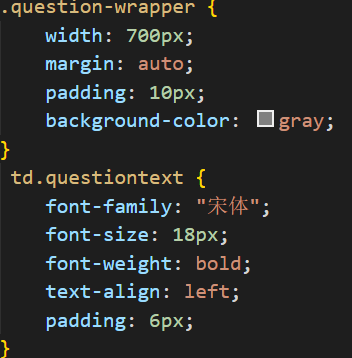 .question-wrapper {
    width: 700px;
    margin: auto;
    padding: 10px;
    background-color: gray;
}
td.questiontext {
    font-family: "宋体";
    font-size: 18px;
    font-weight: bold;
    text-align: left;
    padding: 6px;
}